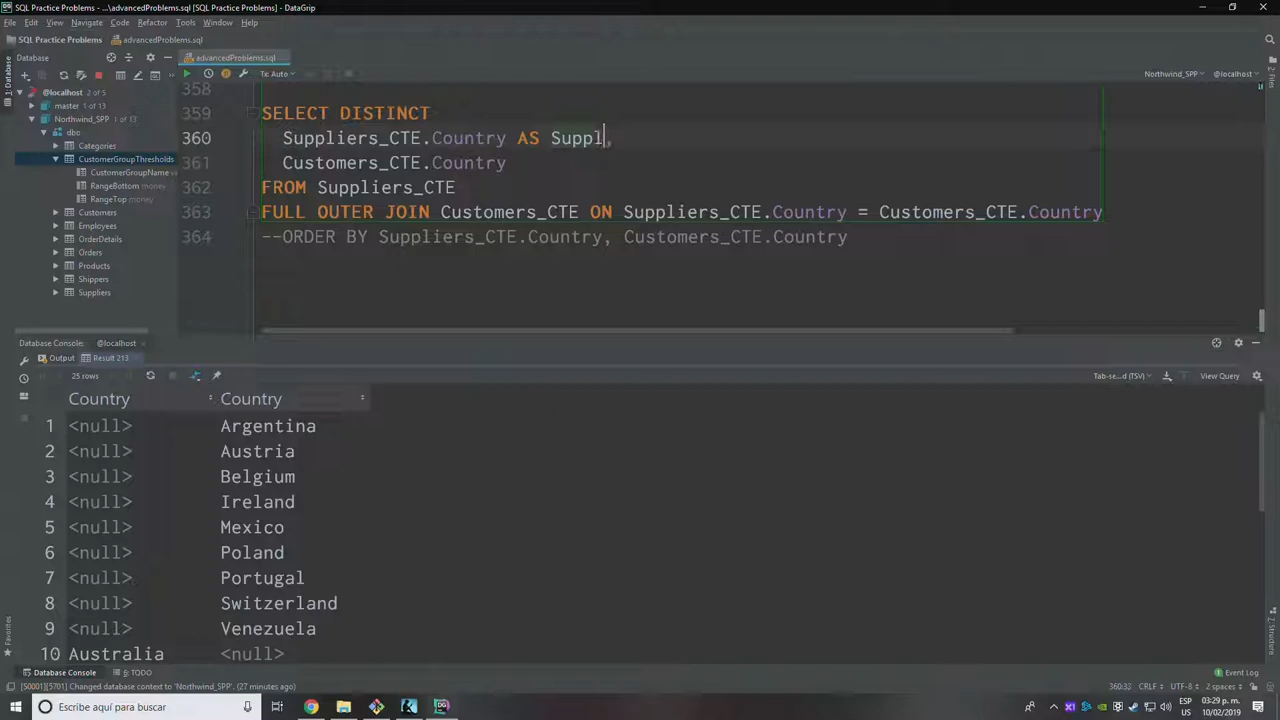 SQL Practice Problems - ...\advancedProblems.sql [Window] - DataGrip
File Edit View Navigate Code Refactor Tools Window Help
SQL Practice Problems advancedProblems.sql
Database advancedProblems.sql
Tx: Auto Northwind_SPP @localhost
@localhost 2 of 5
master 1 of 13
Northwind_SPP 1 of 13
dbo
Categories
CustomerGroupThresholds
CustomerGroupName
RangeBottom money
RangeTop money
Customers
Employees
OrderDetails
Orders
Products
Shippers
Suppliers
1: Database
358
359 SELECT DISTINCT
360 Suppliers_CTE.Country AS Suppl,
361 Customers_CTE.Country
362 FROM Suppliers_CTE
363 FULL OUTER JOIN Customers_CTE ON Suppliers_CTE.Country = Customers_CTE.Country
364 --ORDER BY Suppliers_CTE.Country, Customers_CTE.Country
Database Console: @localhost
Output Result 213
25 rows Tab-se...d (TSV) View Query
Country Country
1 <null> Argentina
2 <null> Austria
3 <null> Belgium
4 <null> Ireland
5 <null> Mexico
6 <null> Poland
7 <null> Portugal
8 <null> Switzerland
9 <null> Venezuela
10 Australia <null>
Favorites
Database Console 6: TODO Event Log
[S0001][5701] Changed database context to 'Northwind_SPP'. (27 minutes ago) 360:33 CRLF UTF-8 2 spaces
Escribe aquí para buscar
ESP 03:29 p.m.
US 10/02/2019